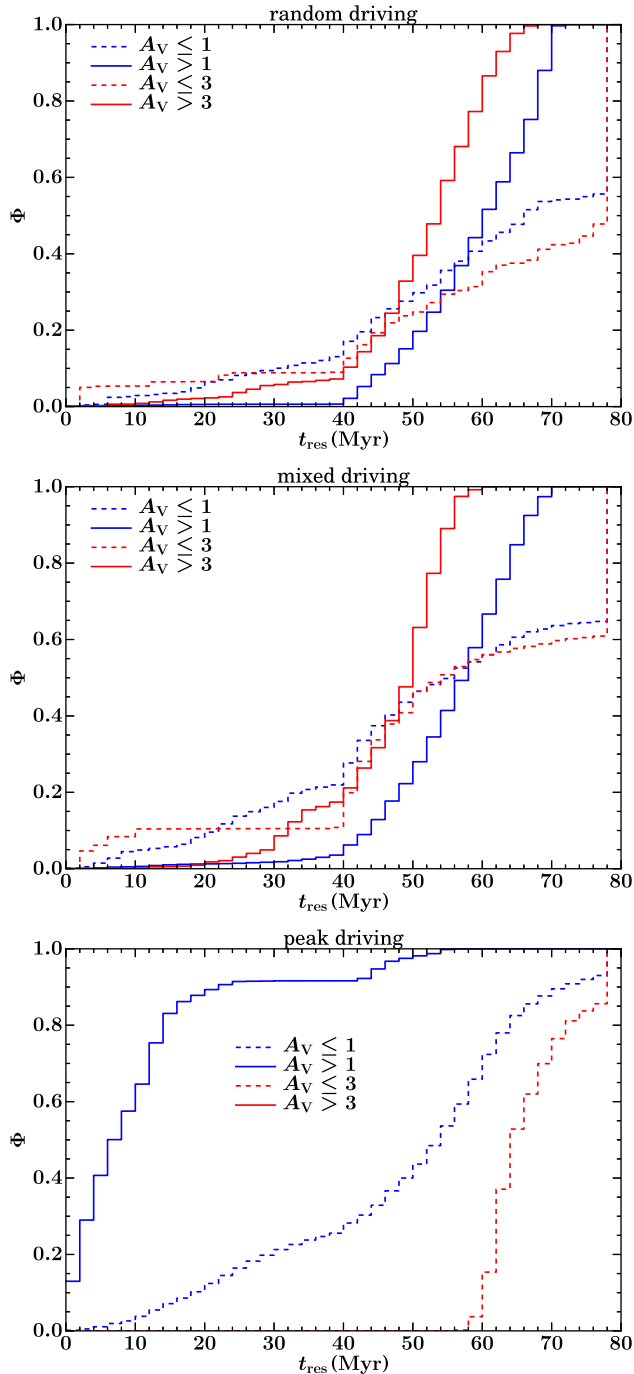 random driving
1.0
0.8
0.6
0.4
0.2
0.0
Φ
A_V ≤ 1
A_V > 1
A_V ≤ 3
A_V > 3
0 10 20 30 40 50 60 70 80
t_res (Myr)
mixed driving
1.0
0.8
0.6
0.4
0.2
0.0
Φ
A_V ≤ 1
A_V > 1
A_V ≤ 3
A_V > 3
0 10 20 30 40 50 60 70 80
t_res (Myr)
peak driving
1.0
0.8
0.6
0.4
0.2
0.0
Φ
A_V ≤ 1
A_V > 1
A_V ≤ 3
A_V > 3
0 10 20 30 40 50 60 70 80
t_res (Myr)